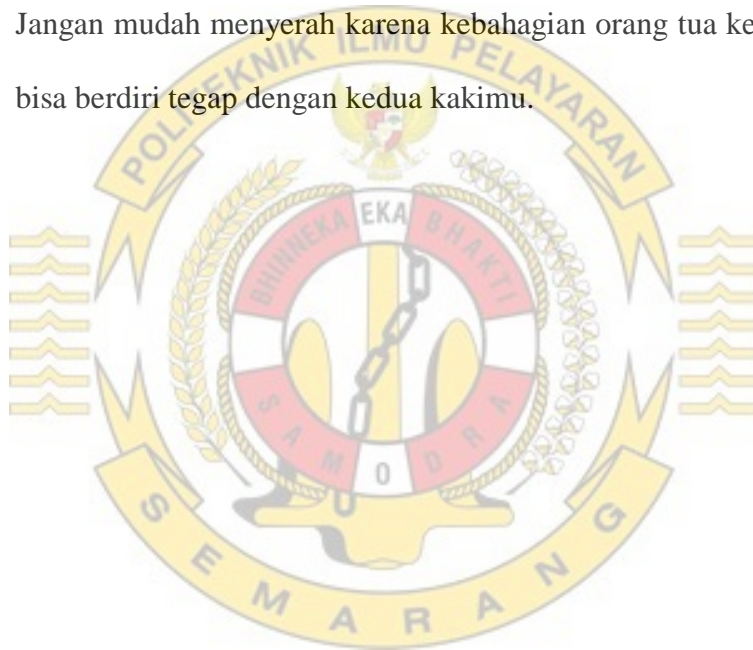 Jangan mudah menyerah karena kebahagian orang tua
bisa berdiri tegap dengan kedua kakimu.
POLITEKNIK ILMU PELAYARAN
BHINNEKA EKA BHAKTI
SAMODRA
SEMARANG